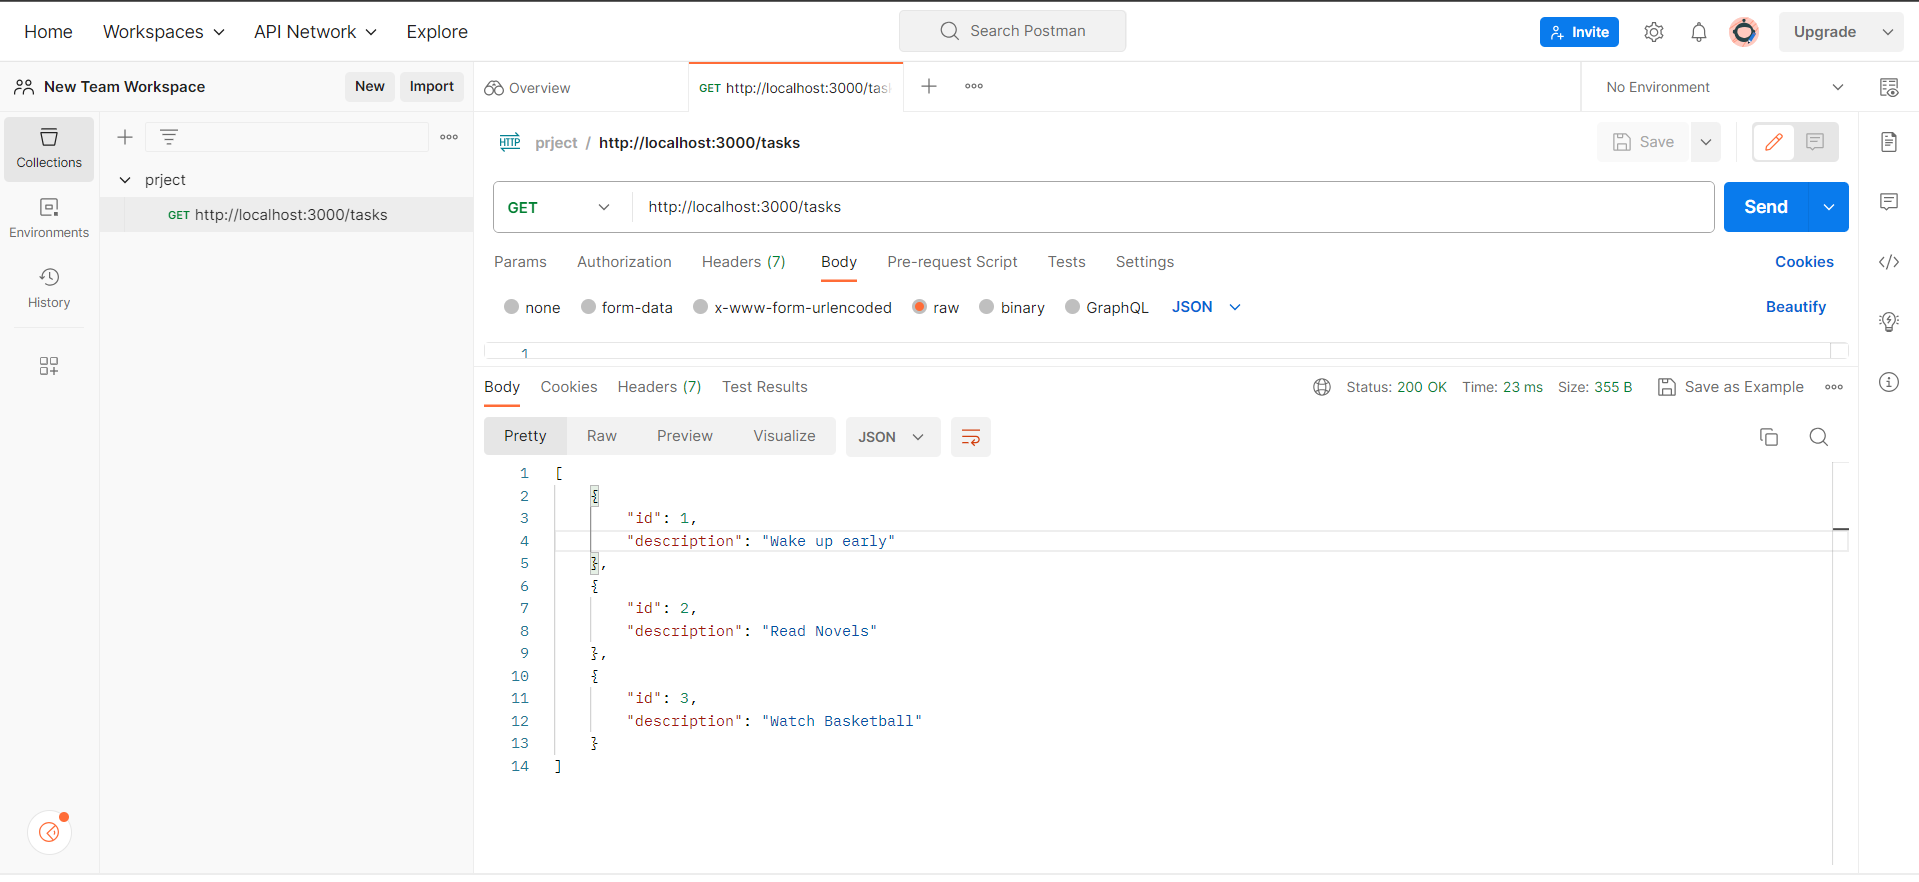 Home Workspaces API Network Explore Search Postman Invite Upgrade
New Team Workspace New Import Overview GET http://localhost:3000/tas No Environment
Collections
Environments
History
prject
GET http://localhost:3000/tasks
HTTP prject / http://localhost:3000/tasks Save
GET http://localhost:3000/tasks Send
Params Authorization Headers (7) Body Pre-request Script Tests Settings Cookies
none form-data x-www-form-urlencoded raw binary GraphQL JSON Beautify
1
Body Cookies Headers (7) Test Results Status: 200 OK Time: 23 ms Size: 355 B Save as Example
Pretty Raw Preview Visualize JSON
1 [
2 {
3 "id": 1,
4 "description": "Wake up early"
5 },
6 {
7 "id": 2,
8 "description": "Read Novels"
9 },
10 {
11 "id": 3,
12 "description": "Watch Basketball"
13 }
14 ]